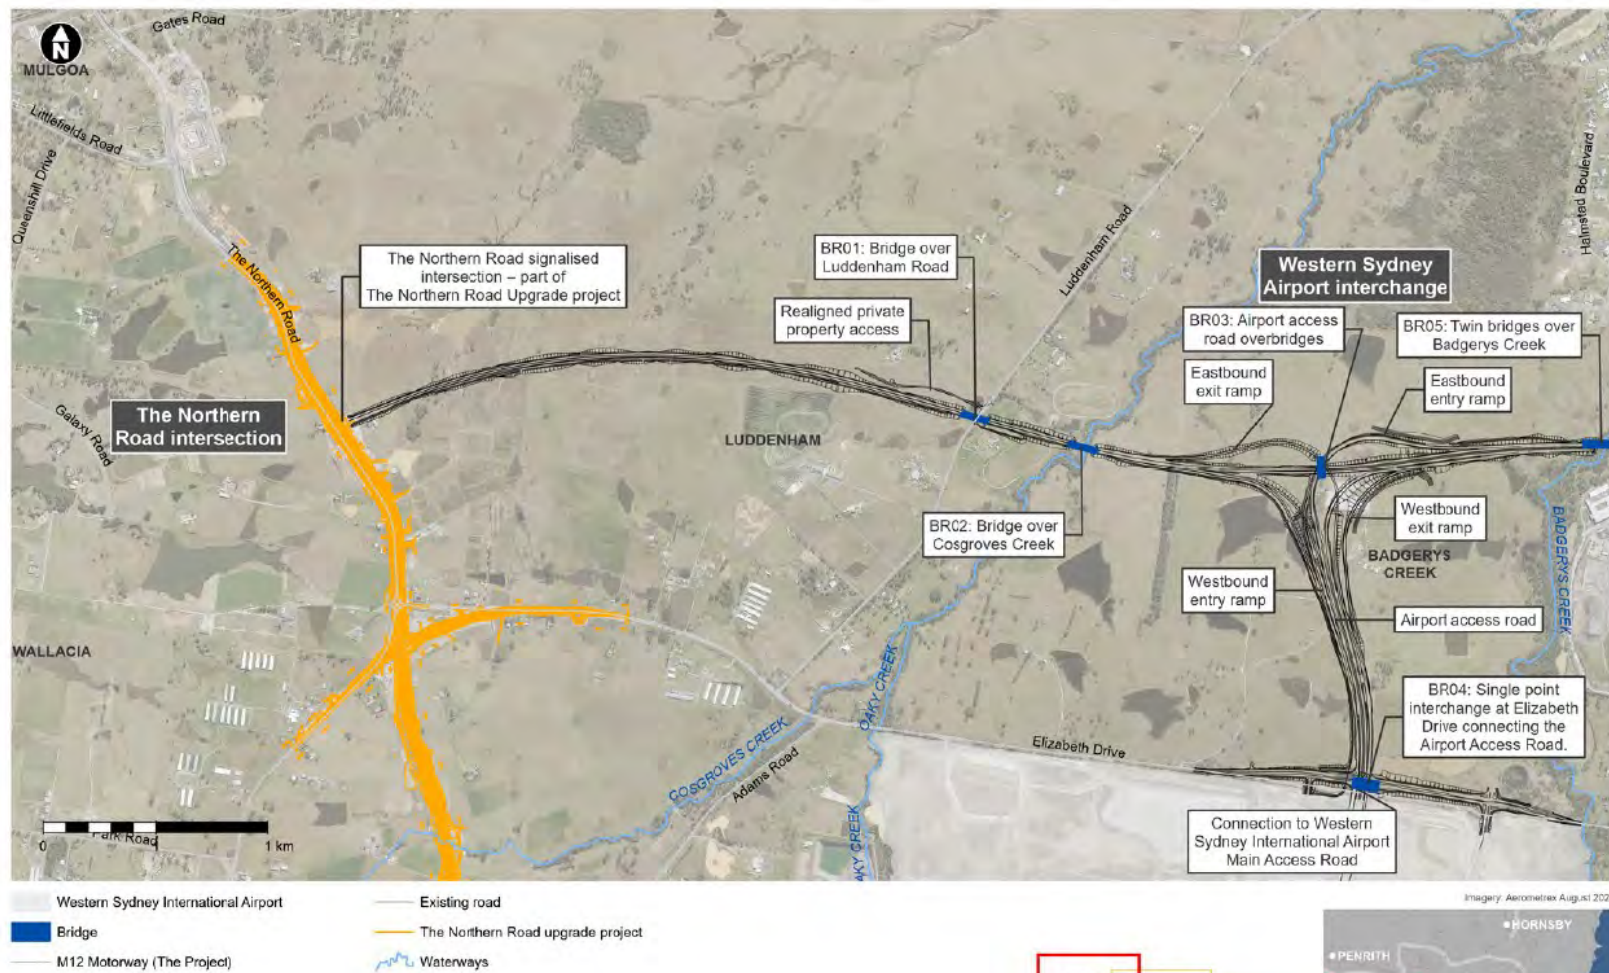 Gates Road
N
MULGOA
Littlefields Road
Queenshill Drive
The Northern Road
The Northern Road signalised
intersection – part of
The Northern Road Upgrade project
The Northern
Road intersection
Galaxy Road
WALLACIA
Realigned private
property access
BR01: Bridge over
Luddenham Road
Luddenham Road
LUDDENHAM
BR02: Bridge over
Cosgroves Creek
Western Sydney
Airport interchange
BR03: Airport access
road overbridges
Eastbound
exit ramp
BR05: Twin bridges over
Badgerys Creek
Eastbound
entry ramp
Halmstad Boulevard
Westbound
exit ramp
BADGERYS
CREEK
BADGERYS CREEK
Westbound
entry ramp
Airport access road
BR04: Single point
interchange at Elizabeth
Drive connecting the
Airport Access Road.
Elizabeth Drive
OAKY CREEK
COSGROVES CREEK
Adams Road
OAKY CREEK
Connection to Western
Sydney International Airport
Main Access Road
Park Road
0 1 km
Western Sydney International Airport
Bridge
M12 Motorway (The Project)
Existing road
The Northern Road upgrade project
Waterways
Imagery: Aerometrex August 202
HORNSBY
PENRITH